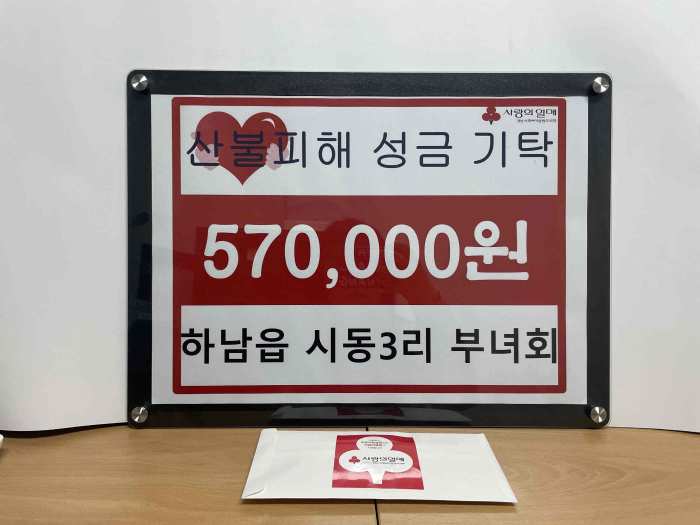 사랑의열매
산불피해 성금 기탁
570,000원
하남읍 시동3리 부녀회
사랑의열매